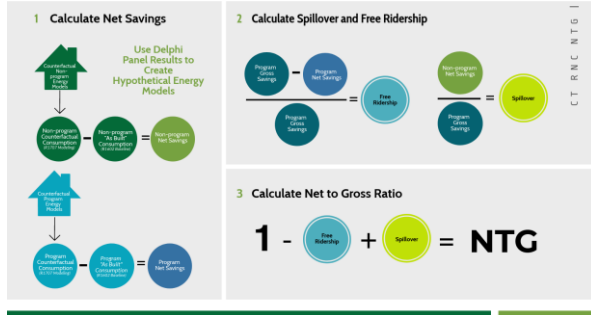 1 Calculate Net Savings
Use Delphi
Panel Results to
Create
Hypothetical Energy
Models
Counterfactual
Non-
program
Energy
Models
Non-program
Counterfactual
Consumption
-
Non-program
"As Built"
Consumption
=
Non-program
Net Savings
Counterfactual
Program
Energy
Models
Program
Counterfactual
Consumption
-
Program
"As Built"
Consumption
=
Program
Net Savings
2 Calculate Spillover and Free Ridership
Program
Gross
Savings
-
Program
Net Savings
Program
Gross
Savings
=
Free
Ridership
Non-program
Net Savings
Program
Gross
Savings
=
Spillover
3 Calculate Net to Gross Ratio
1 - Free
Ridership
+ Spillover = NTG
CT RNC NTG |